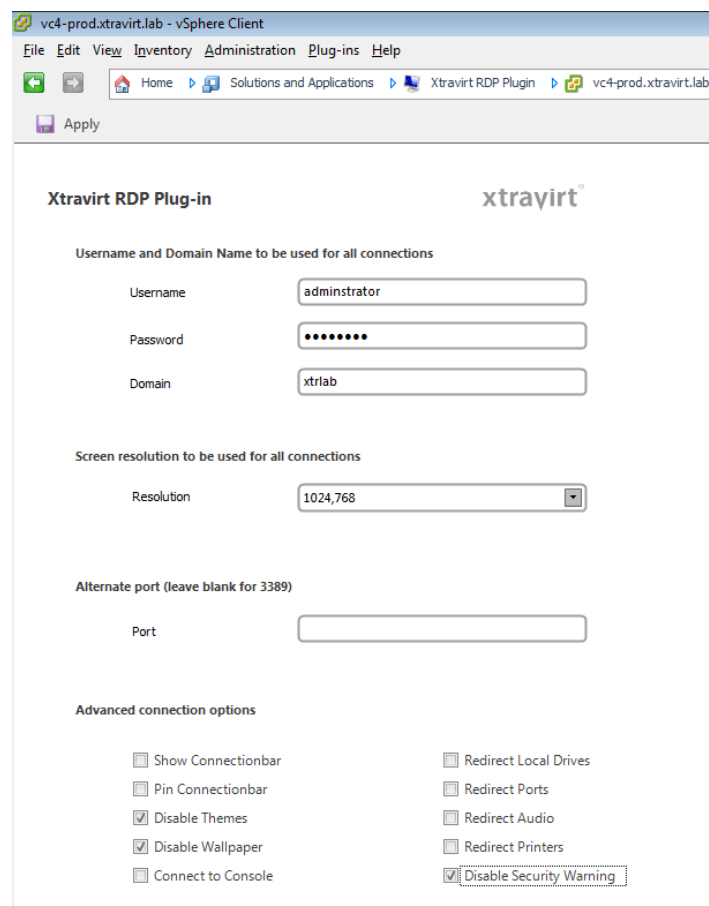 vc4-prod.xtravirt.lab - vSphere Client
File Edit View Inventory Administration Plug-ins Help
Home Solutions and Applications Xtravirt RDP Plugin vc4-prod.xtravirt.lab
Apply
Xtravirt RDP Plug-in xtravirt®
Username and Domain Name to be used for all connections
Username adminstrator
Password ••••••••
Domain xtrlab
Screen resolution to be used for all connections
Resolution 1024,768
Alternate port (leave blank for 3389)
Port
Advanced connection options
Show Connectionbar Redirect Local Drives
Pin Connectionbar Redirect Ports
Disable Themes Redirect Audio
Disable Wallpaper Redirect Printers
Connect to Console Disable Security Warning